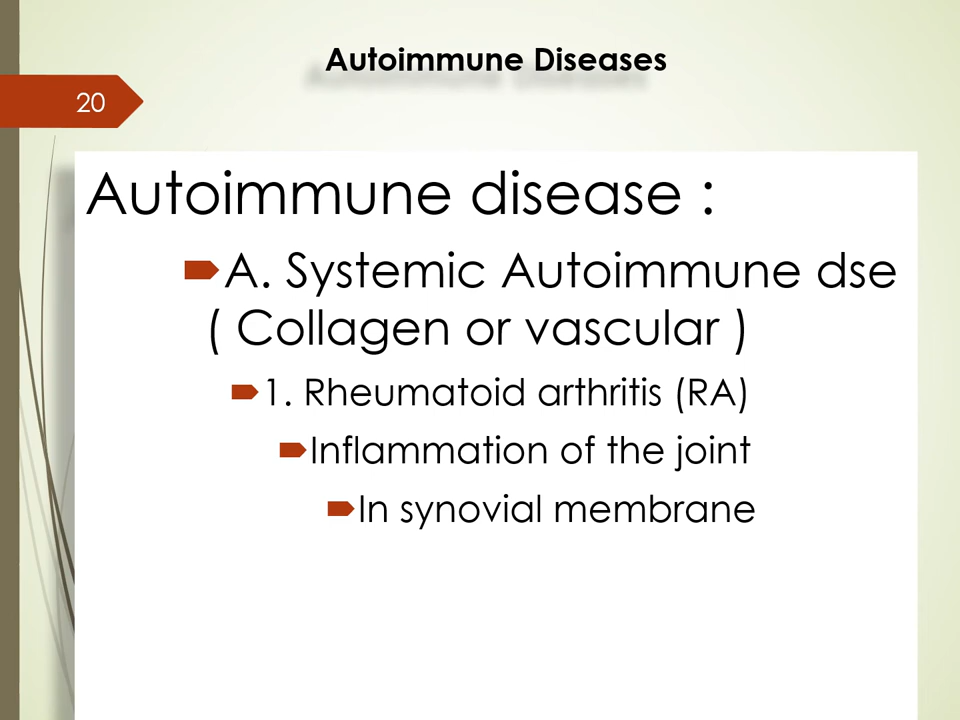 Autoimmune Diseases
20
Autoimmune disease :
A. Systemic Autoimmune dse
( Collagen or vascular )
1. Rheumatoid arthritis (RA)
Inflammation of the joint
In synovial membrane